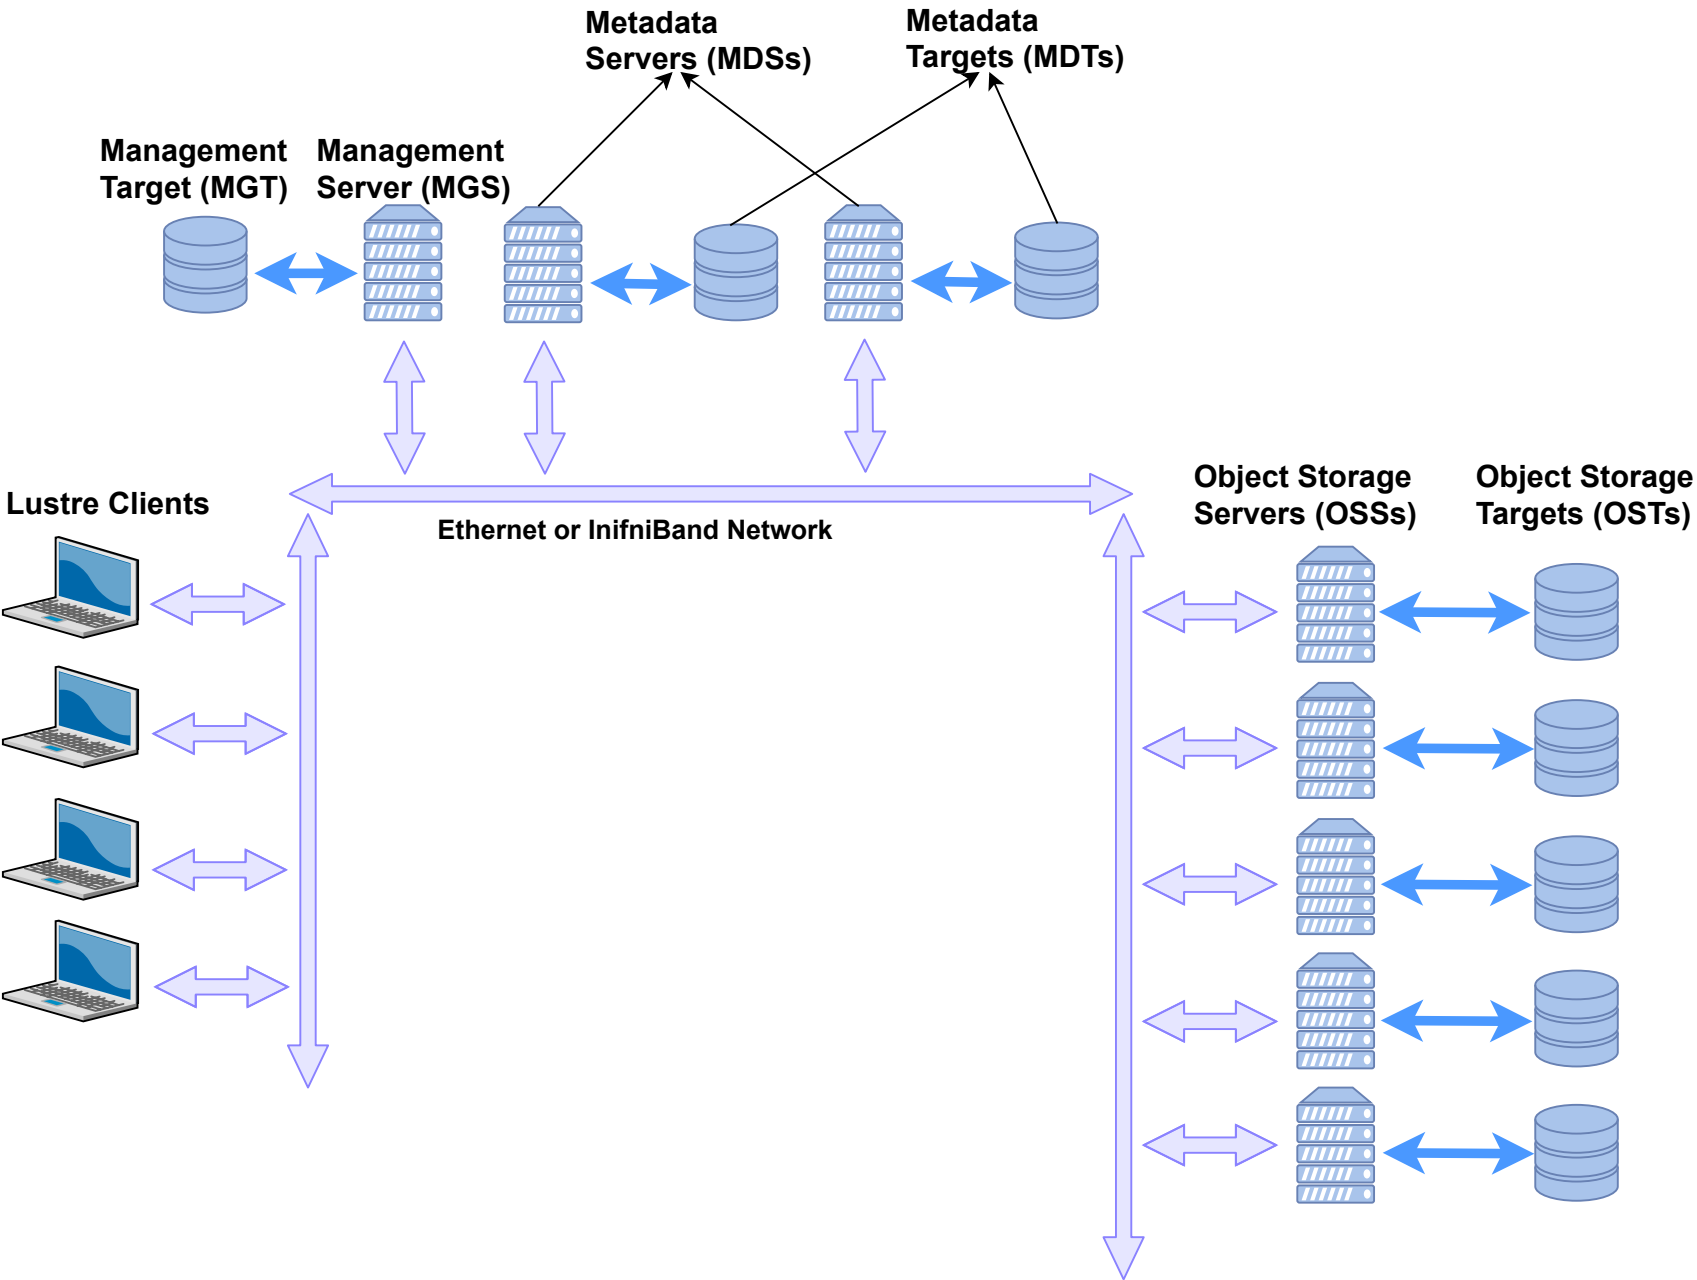 Metadata
Servers (MDSs)
Metadata
Targets (MDTs)
Management
Target (MGT)
Management
Server (MGS)
Lustre Clients
Ethernet or InifniBand Network
Object Storage
Servers (OSSs)
Object Storage
Targets (OSTs)